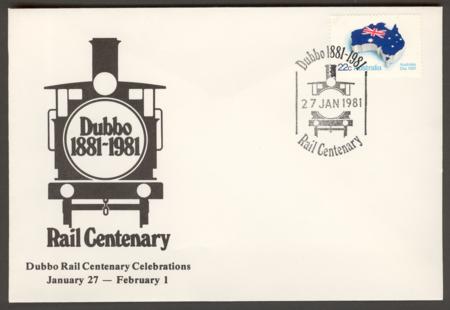 Dubbo
1881-1981
Rail Centenary
Dubbo Rail Centenary Celebrations
January 27 — February 1
22c Australia
Australia
Day 1981
Dubbo 1881-1981
27 JAN 1981
Rail Centenary